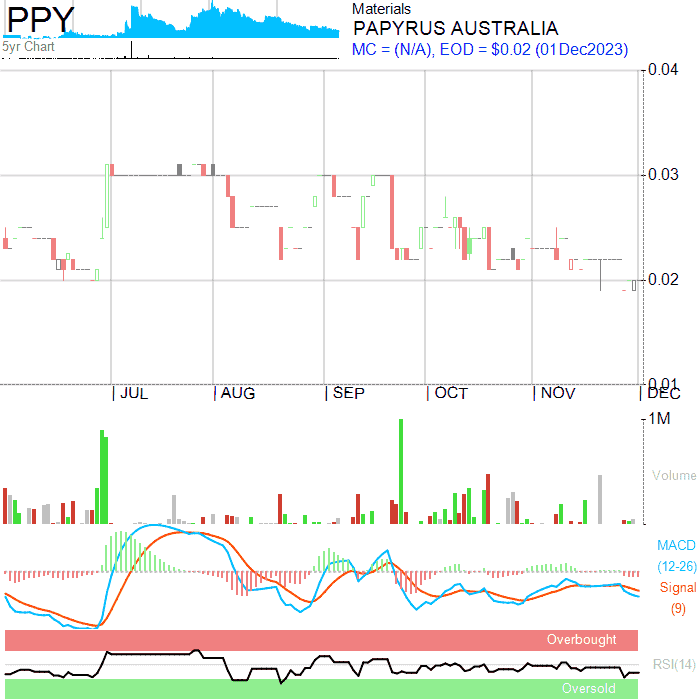 PPY
5yr Chart
Materials
PAPYRUS AUSTRALIA
MC = (N/A), EOD = $0.02 (01Dec2023)
0.04
0.03
0.02
0.01
JUL
AUG
SEP
OCT
NOV
DEC
1M
Volume
MACD
(12-26)
Signal
(9)
Overbought
RSI(14)
Oversold